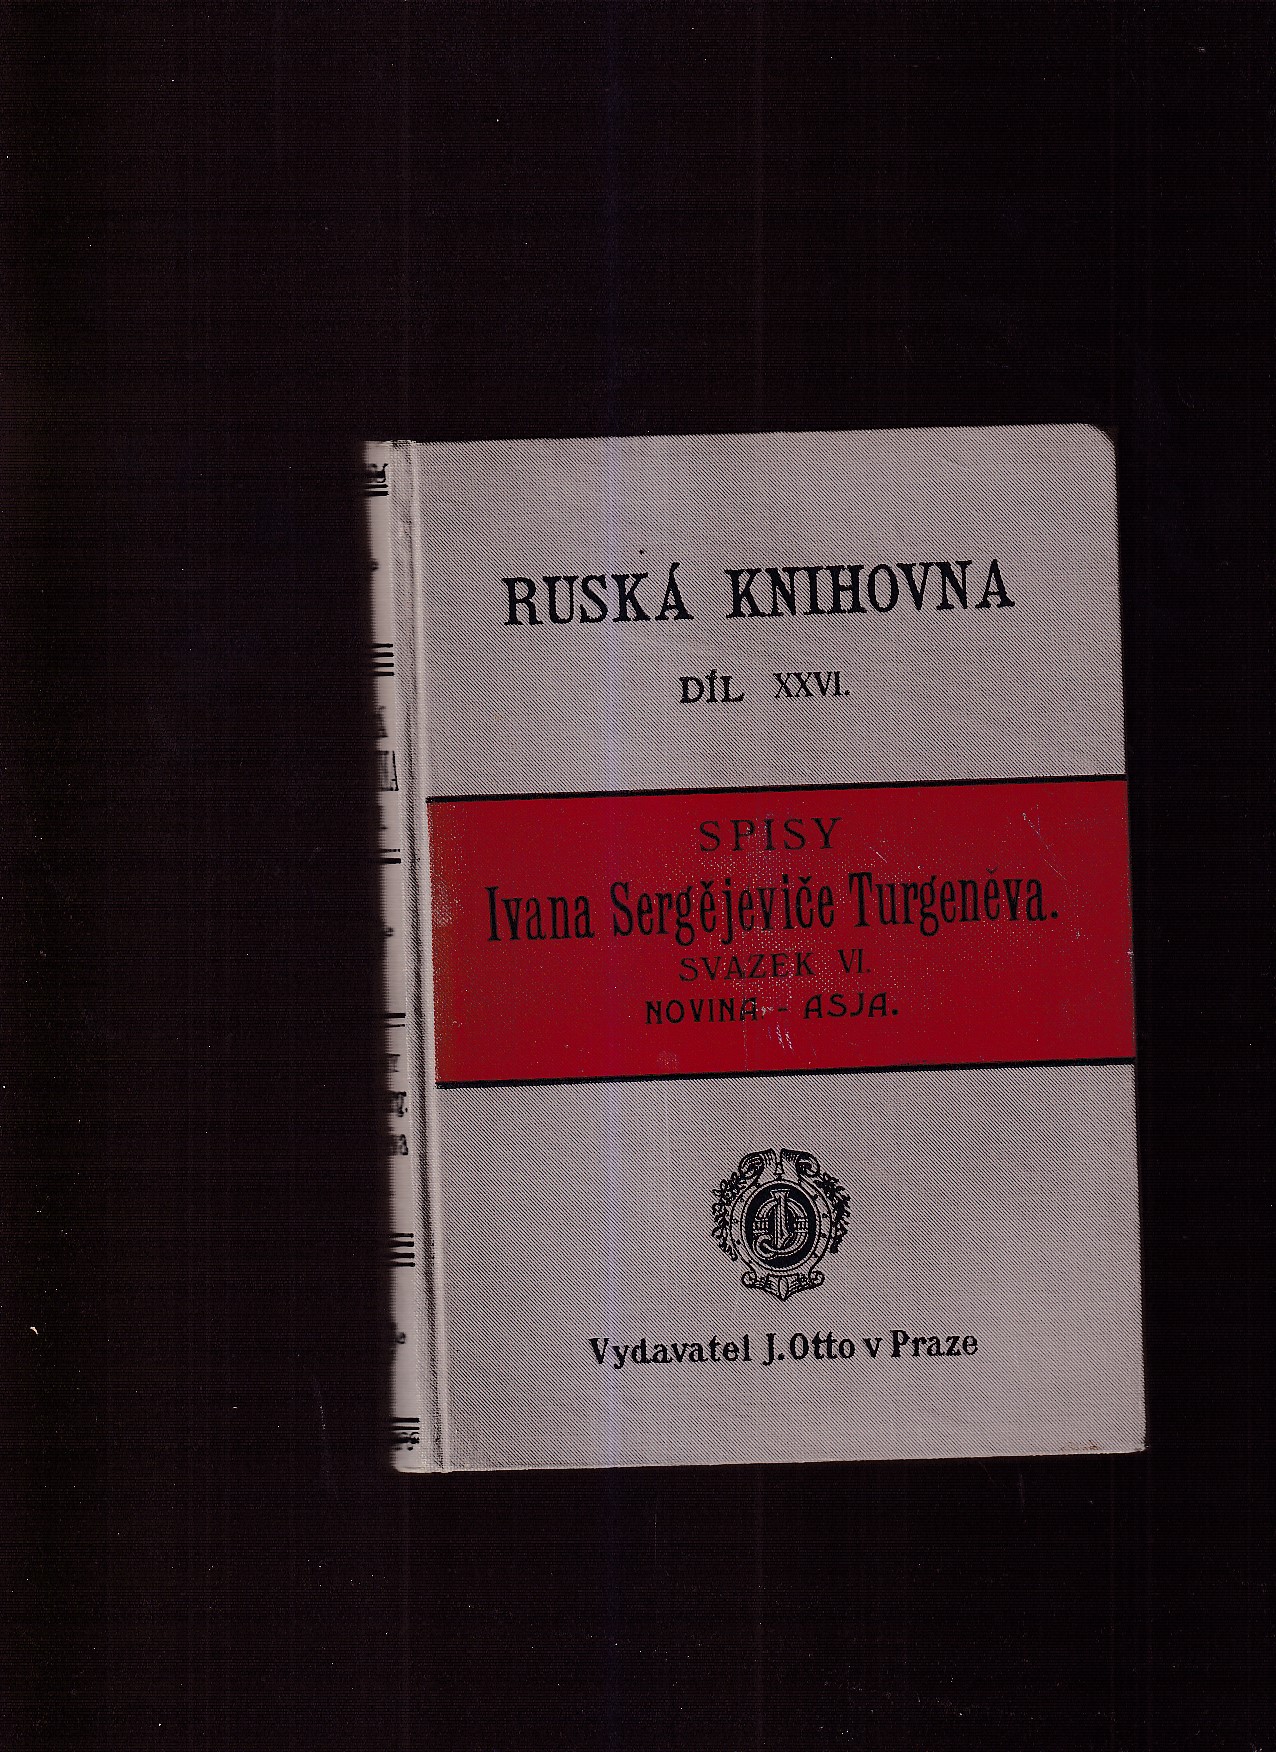 RUSKÁ KNIHOVNA
DÍL XXVI.
SPISY
Ivana Sergějeviče Turgeněva.
SVAZEK VI.
NOVINA - ASJA.
Vydavatel J. Otto v Praze